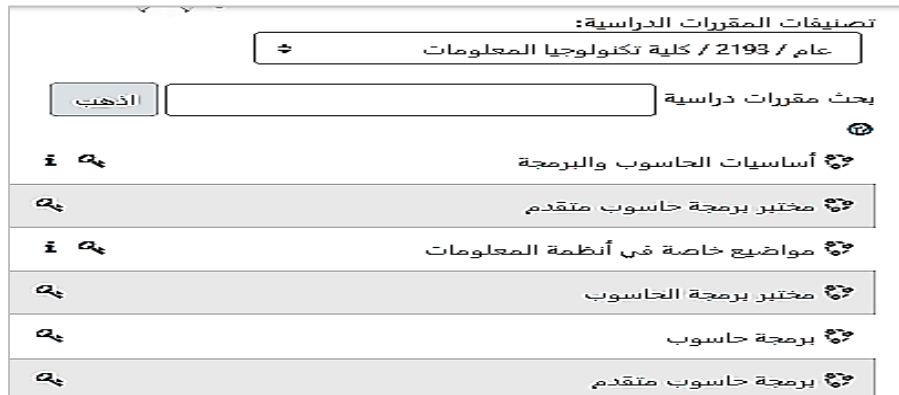 تصنيفات المقررات الدراسية:
عام / 2193 / كلية تكنولوجيا المعلومات
بحث مقررات دراسية
اذهب
أساسيات الحاسوب والبرمجة
مختبر برمجة حاسوب متقدم
مواضيع خاصة في أنظمة المعلومات
مختبر برمجة الحاسوب
برمجة حاسوب
برمجة حاسوب متقدم